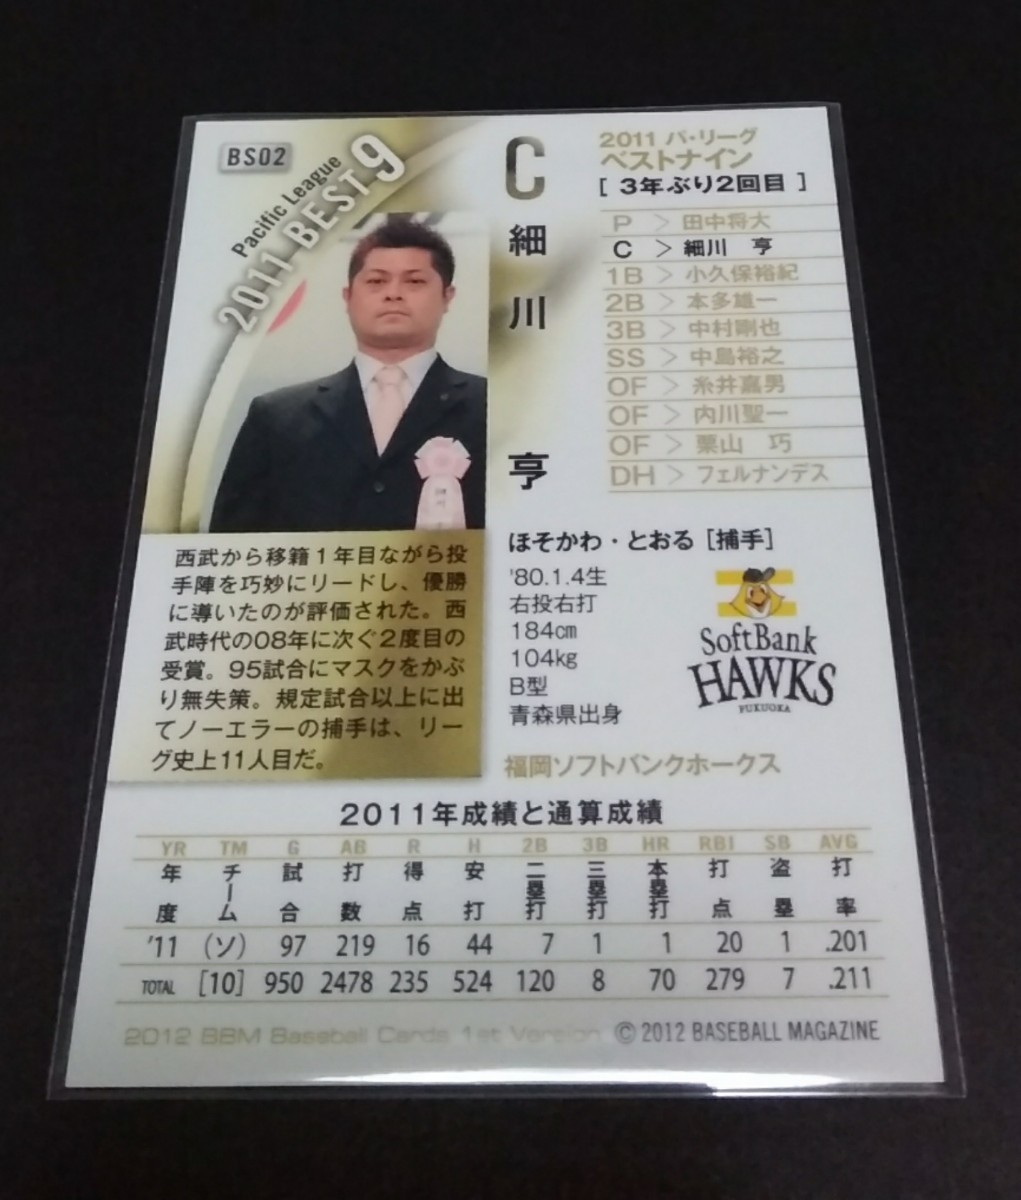 BS02
Pacific League
2011 BEST 9
C
細川 亨
2011 パ・リーグ
ベストナイン
[ 3年ぶり2回目 ]
P > 田中将大
C > 細川 亨
1B > 小久保裕紀
2B > 本多雄一
3B > 中村剛也
SS > 中島裕之
OF > 糸井嘉男
OF > 内川聖一
OF > 栗山 巧
DH > フェルナンデス
西武から移籍1年目ながら投
手陣を巧妙にリードし、優勝
に導いたのが評価された。西
武時代の08年に次ぐ2度目の
受賞。95試合にマスクをかぶ
り無失策。規定試合以上に出
てノーエラーの捕手は、リー
グ史上11人目だ。
ほそかわ・とおる [捕手]
'80.1.4生
右投右打
184cm
104kg
B型
青森県出身
SoftBank
HAWKS
FUKUOKA
福岡ソフトバンクホークス
2011年成績と通算成績
YR TM G AB R H 2B 3B HR RBI SB AVG
年度 チーム 試合 打数 得点 安打 二塁打 三塁打 本塁打 打点 盗塁 打率
'11 (ソ) 97 219 16 44 7 1 1 20 1 .201
TOTAL [10] 950 2478 235 524 120 8 70 279 7 .211
2012 BBM Baseball Cards 1st Version © 2012 BASEBALL MAGAZINE